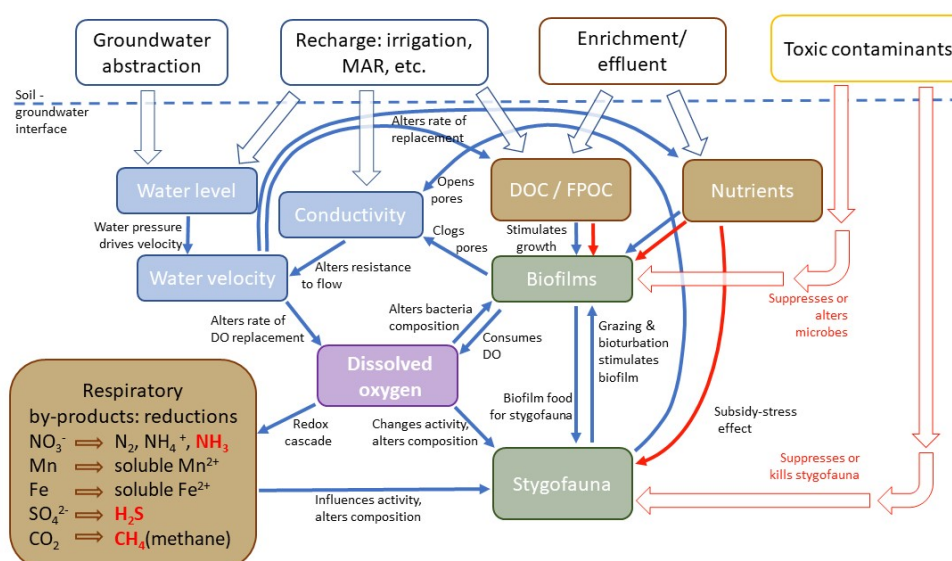 Groundwater
abstraction
Recharge: irrigation,
MAR, etc.
Enrichment/
effluent
Toxic contaminants
Soil -
groundwater
interface
Alters rate of
replacement
Water level
Conductivity
Opens
pores
DOC / FPOC
Nutrients
Water pressure
drives velocity
Clogs pores
Stimulates
growth
Water velocity
Alters resistance
to flow
Biofilms
Suppresses or
alters
microbes
Alters rate of
DO replacement
Alters bacteria
composition
Consumes
DO
Grazing &
bioturbation
stimulates
biofilm
Dissolved
oxygen
Biofilm food
for stygofauna
Redox
cascade
Changes activity,
alters composition
Subsidy-stress
effect
Respiratory
by-products: reductions
NO₃⁻ ⇨ N₂, NH₄⁺, NH₃
Mn ⇨ soluble Mn²⁺
Fe ⇨ soluble Fe²⁺
SO₄²⁻ ⇨ H₂S
CO₂ ⇨ CH₄(methane)
Influences activity,
alters composition
Stygofauna
Suppresses or
kills stygofauna